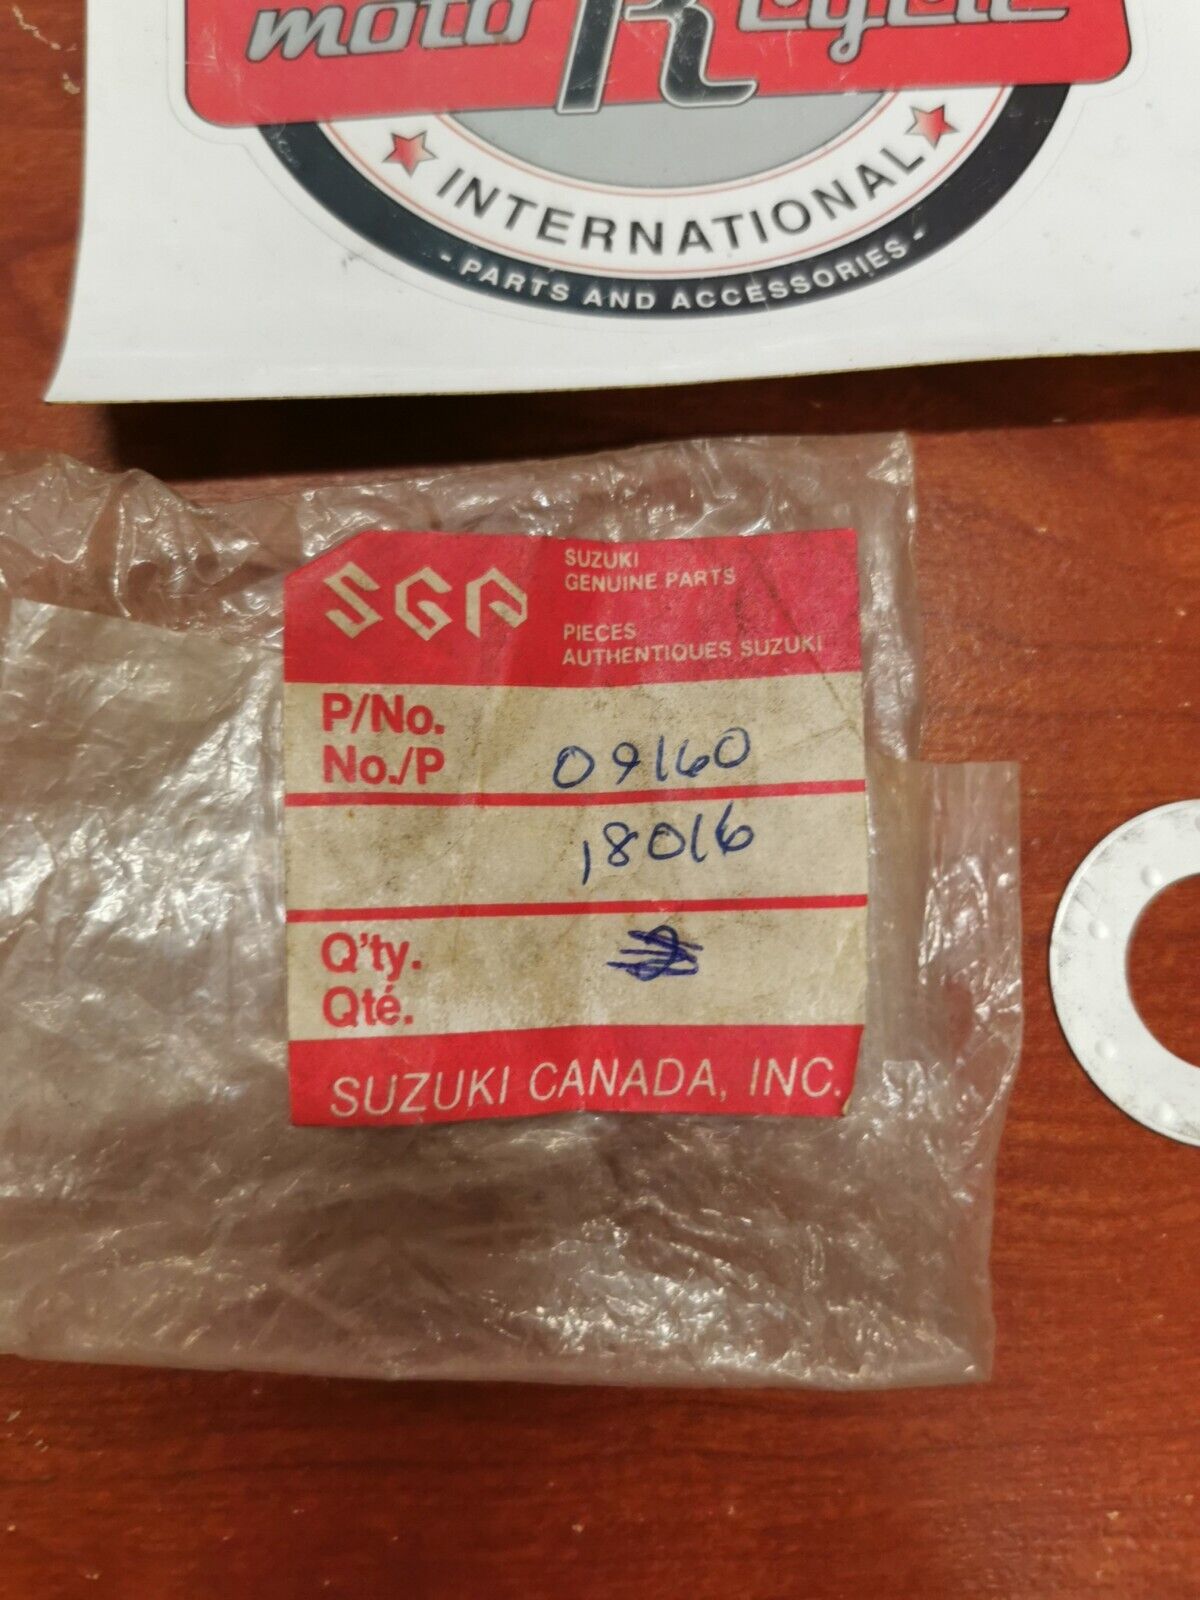 moto R cycle
INTERNATIONAL
- PARTS AND ACCESSORIES -
SGP
SUZUKI
GENUINE PARTS
PIECES
AUTHENTIQUES SUZUKI
P/No.
No./P
09160
18016
Q'ty.
Qté.
SUZUKI CANADA, INC.